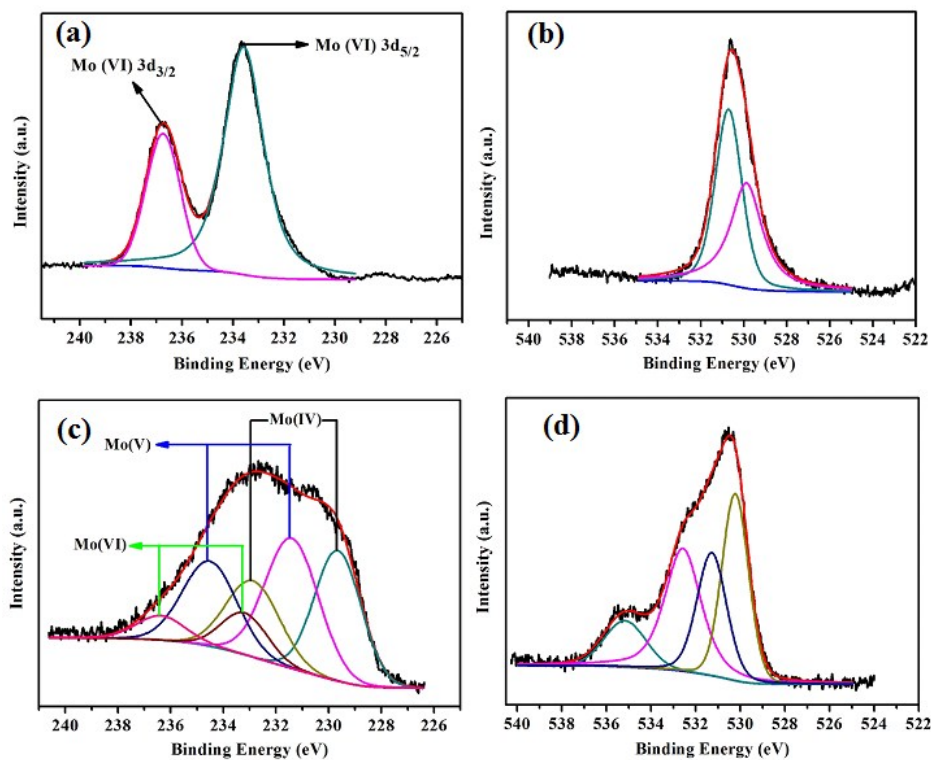 (a)
Mo (VI) 3d5/2
Mo (VI) 3d3/2
Intensity (a.u.)
240 238 236 234 232 230 228 226
Binding Energy (eV)
(b)
Intensity (a.u.)
540 538 536 534 532 530 528 526 524 522
Binding Energy (eV)
(c)
Mo(IV)
Mo(V)
Mo(VI)
Intensity (a.u.)
240 238 236 234 232 230 228 226
Binding Energy (eV)
(d)
Intensity (a.u.)
540 538 536 534 532 530 528 526 524 522
Binding Energy (eV)